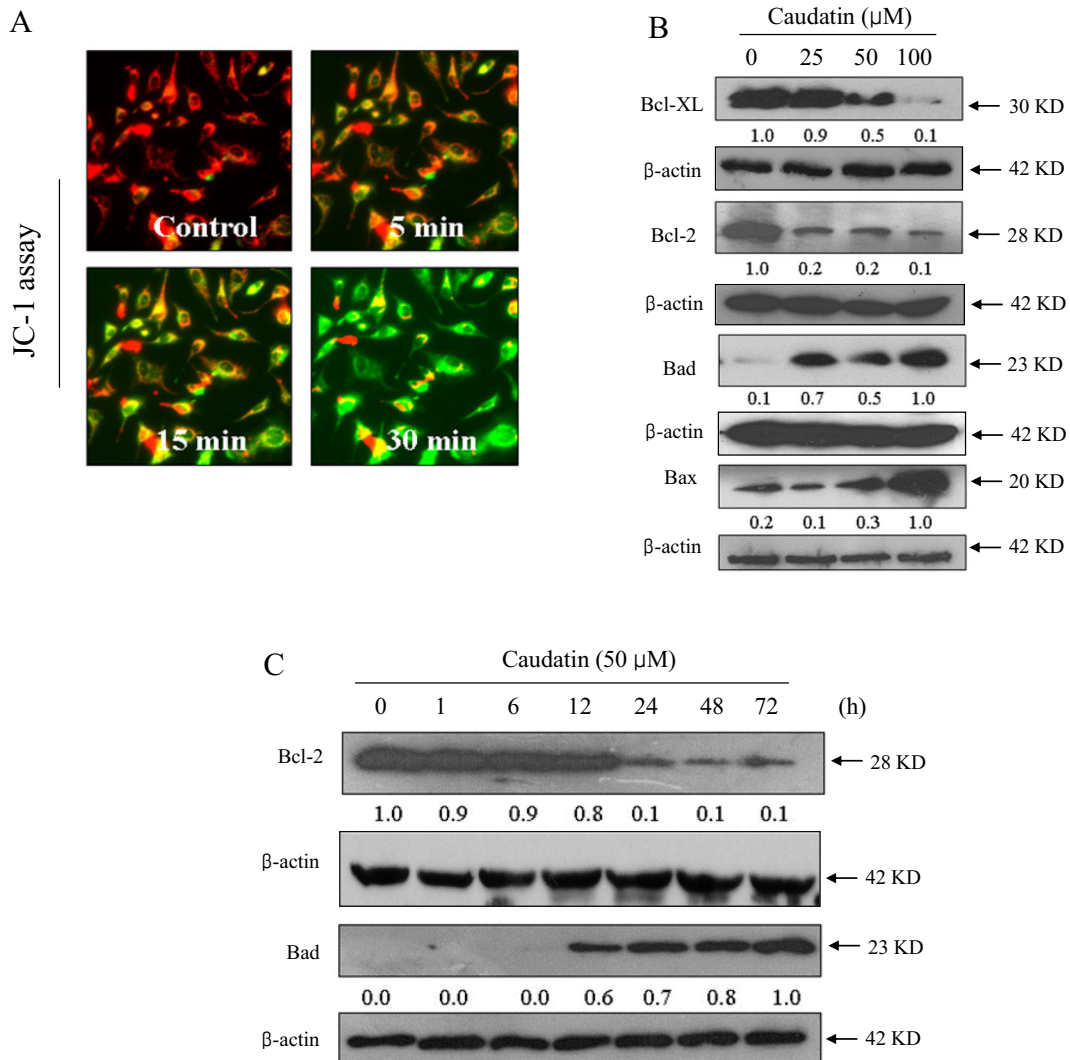 A
JC-1 assay
Control
5 min
15 min
30 min
B
Caudatin (μM)
0 25 50 100
Bcl-XL 30 KD
1.0 0.9 0.5 0.1
β-actin 42 KD
Bcl-2 28 KD
1.0 0.2 0.2 0.1
β-actin 42 KD
Bad 23 KD
0.1 0.7 0.5 1.0
β-actin 42 KD
Bax 20 KD
0.2 0.1 0.3 1.0
β-actin 42 KD
C
Caudatin (50 μM)
0 1 6 12 24 48 72 (h)
Bcl-2 28 KD
1.0 0.9 0.9 0.8 0.1 0.1 0.1
β-actin 42 KD
Bad 23 KD
0.0 0.0 0.0 0.6 0.7 0.8 1.0
β-actin 42 KD